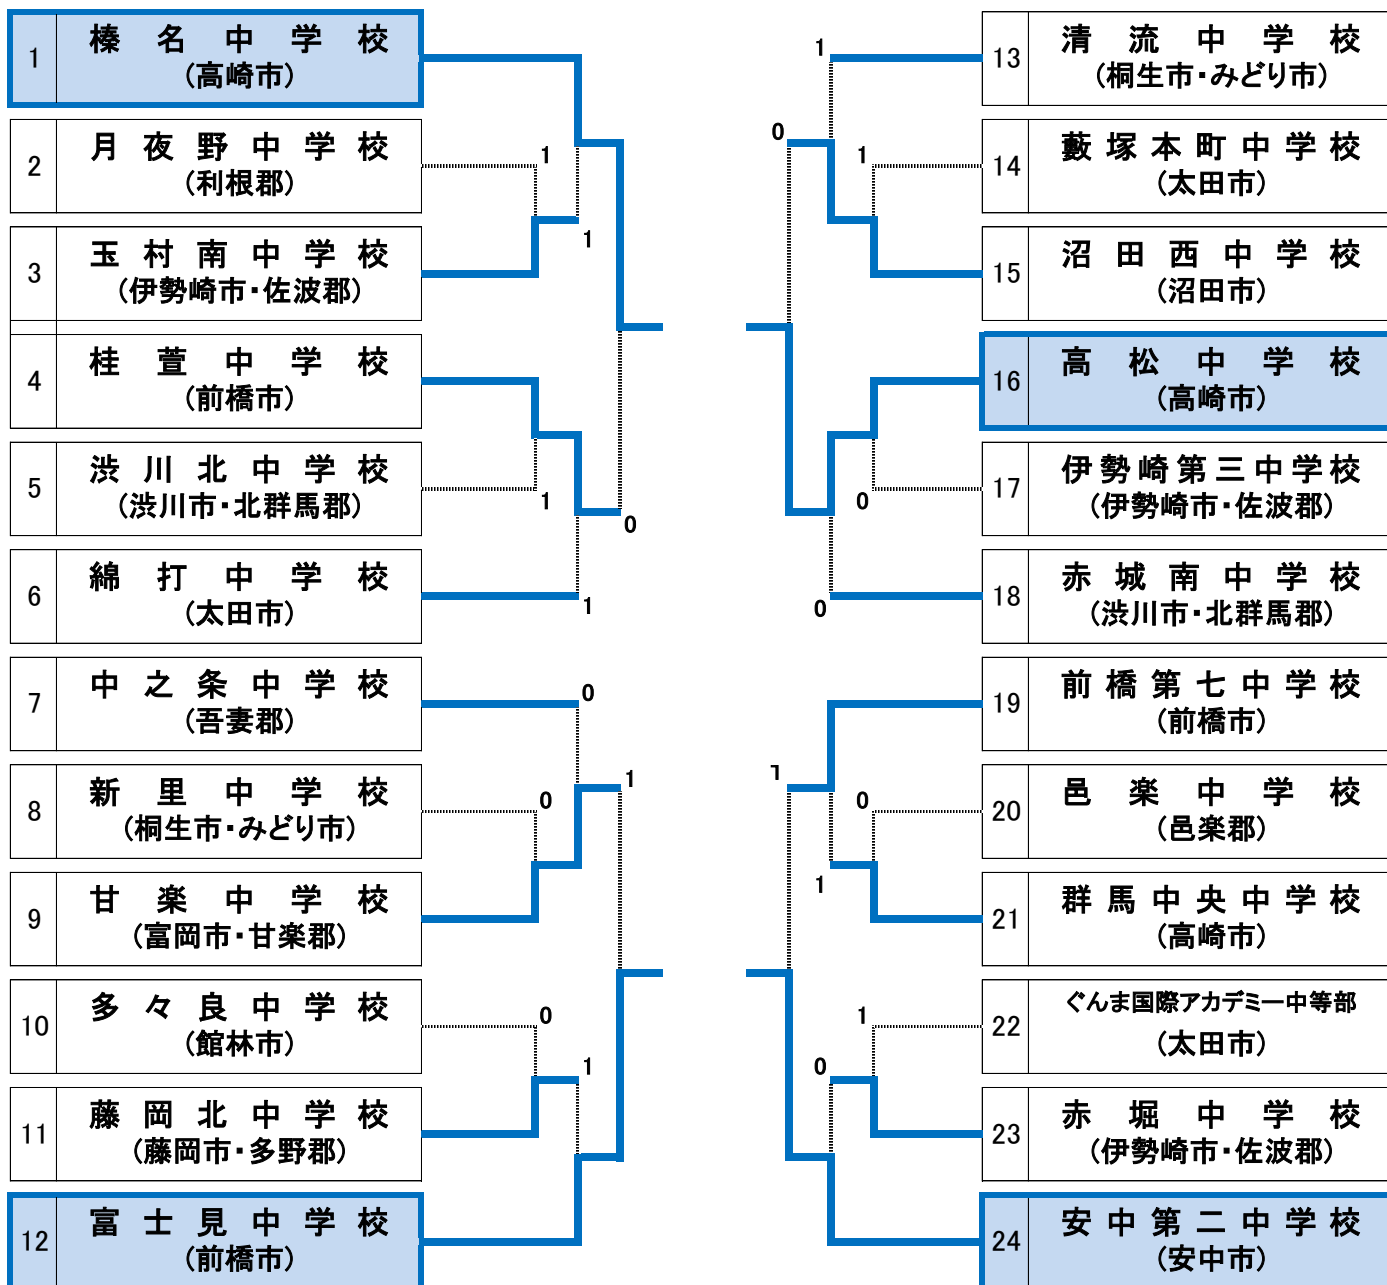 1
榛名中学校
(高崎市)
2
月夜野中学校
(利根郡)
3
玉村南中学校
(伊勢崎市・佐波郡)
4
桂萱中学校
(前橋市)
5
渋川北中学校
(渋川市・北群馬郡)
6
綿打中学校
(太田市)
7
中之条中学校
(吾妻郡)
8
新里中学校
(桐生市・みどり市)
9
甘楽中学校
(富岡市・甘楽郡)
10
多々良中学校
(館林市)
11
藤岡北中学校
(藤岡市・多野郡)
12
富士見中学校
(前橋市)
1
1
1
0
1
0
1
0
0
1
1
0
1
0
0
1
0
1
1
0
13
清流中学校
(桐生市・みどり市)
14
藪塚本町中学校
(太田市)
15
沼田西中学校
(沼田市)
16
高松中学校
(高崎市)
17
伊勢崎第三中学校
(伊勢崎市・佐波郡)
18
赤城南中学校
(渋川市・北群馬郡)
19
前橋第七中学校
(前橋市)
20
邑楽中学校
(邑楽郡)
21
群馬中央中学校
(高崎市)
22
ぐんま国際アカデミー中等部
(太田市)
23
赤堀中学校
(伊勢崎市・佐波郡)
24
安中第二中学校
(安中市)